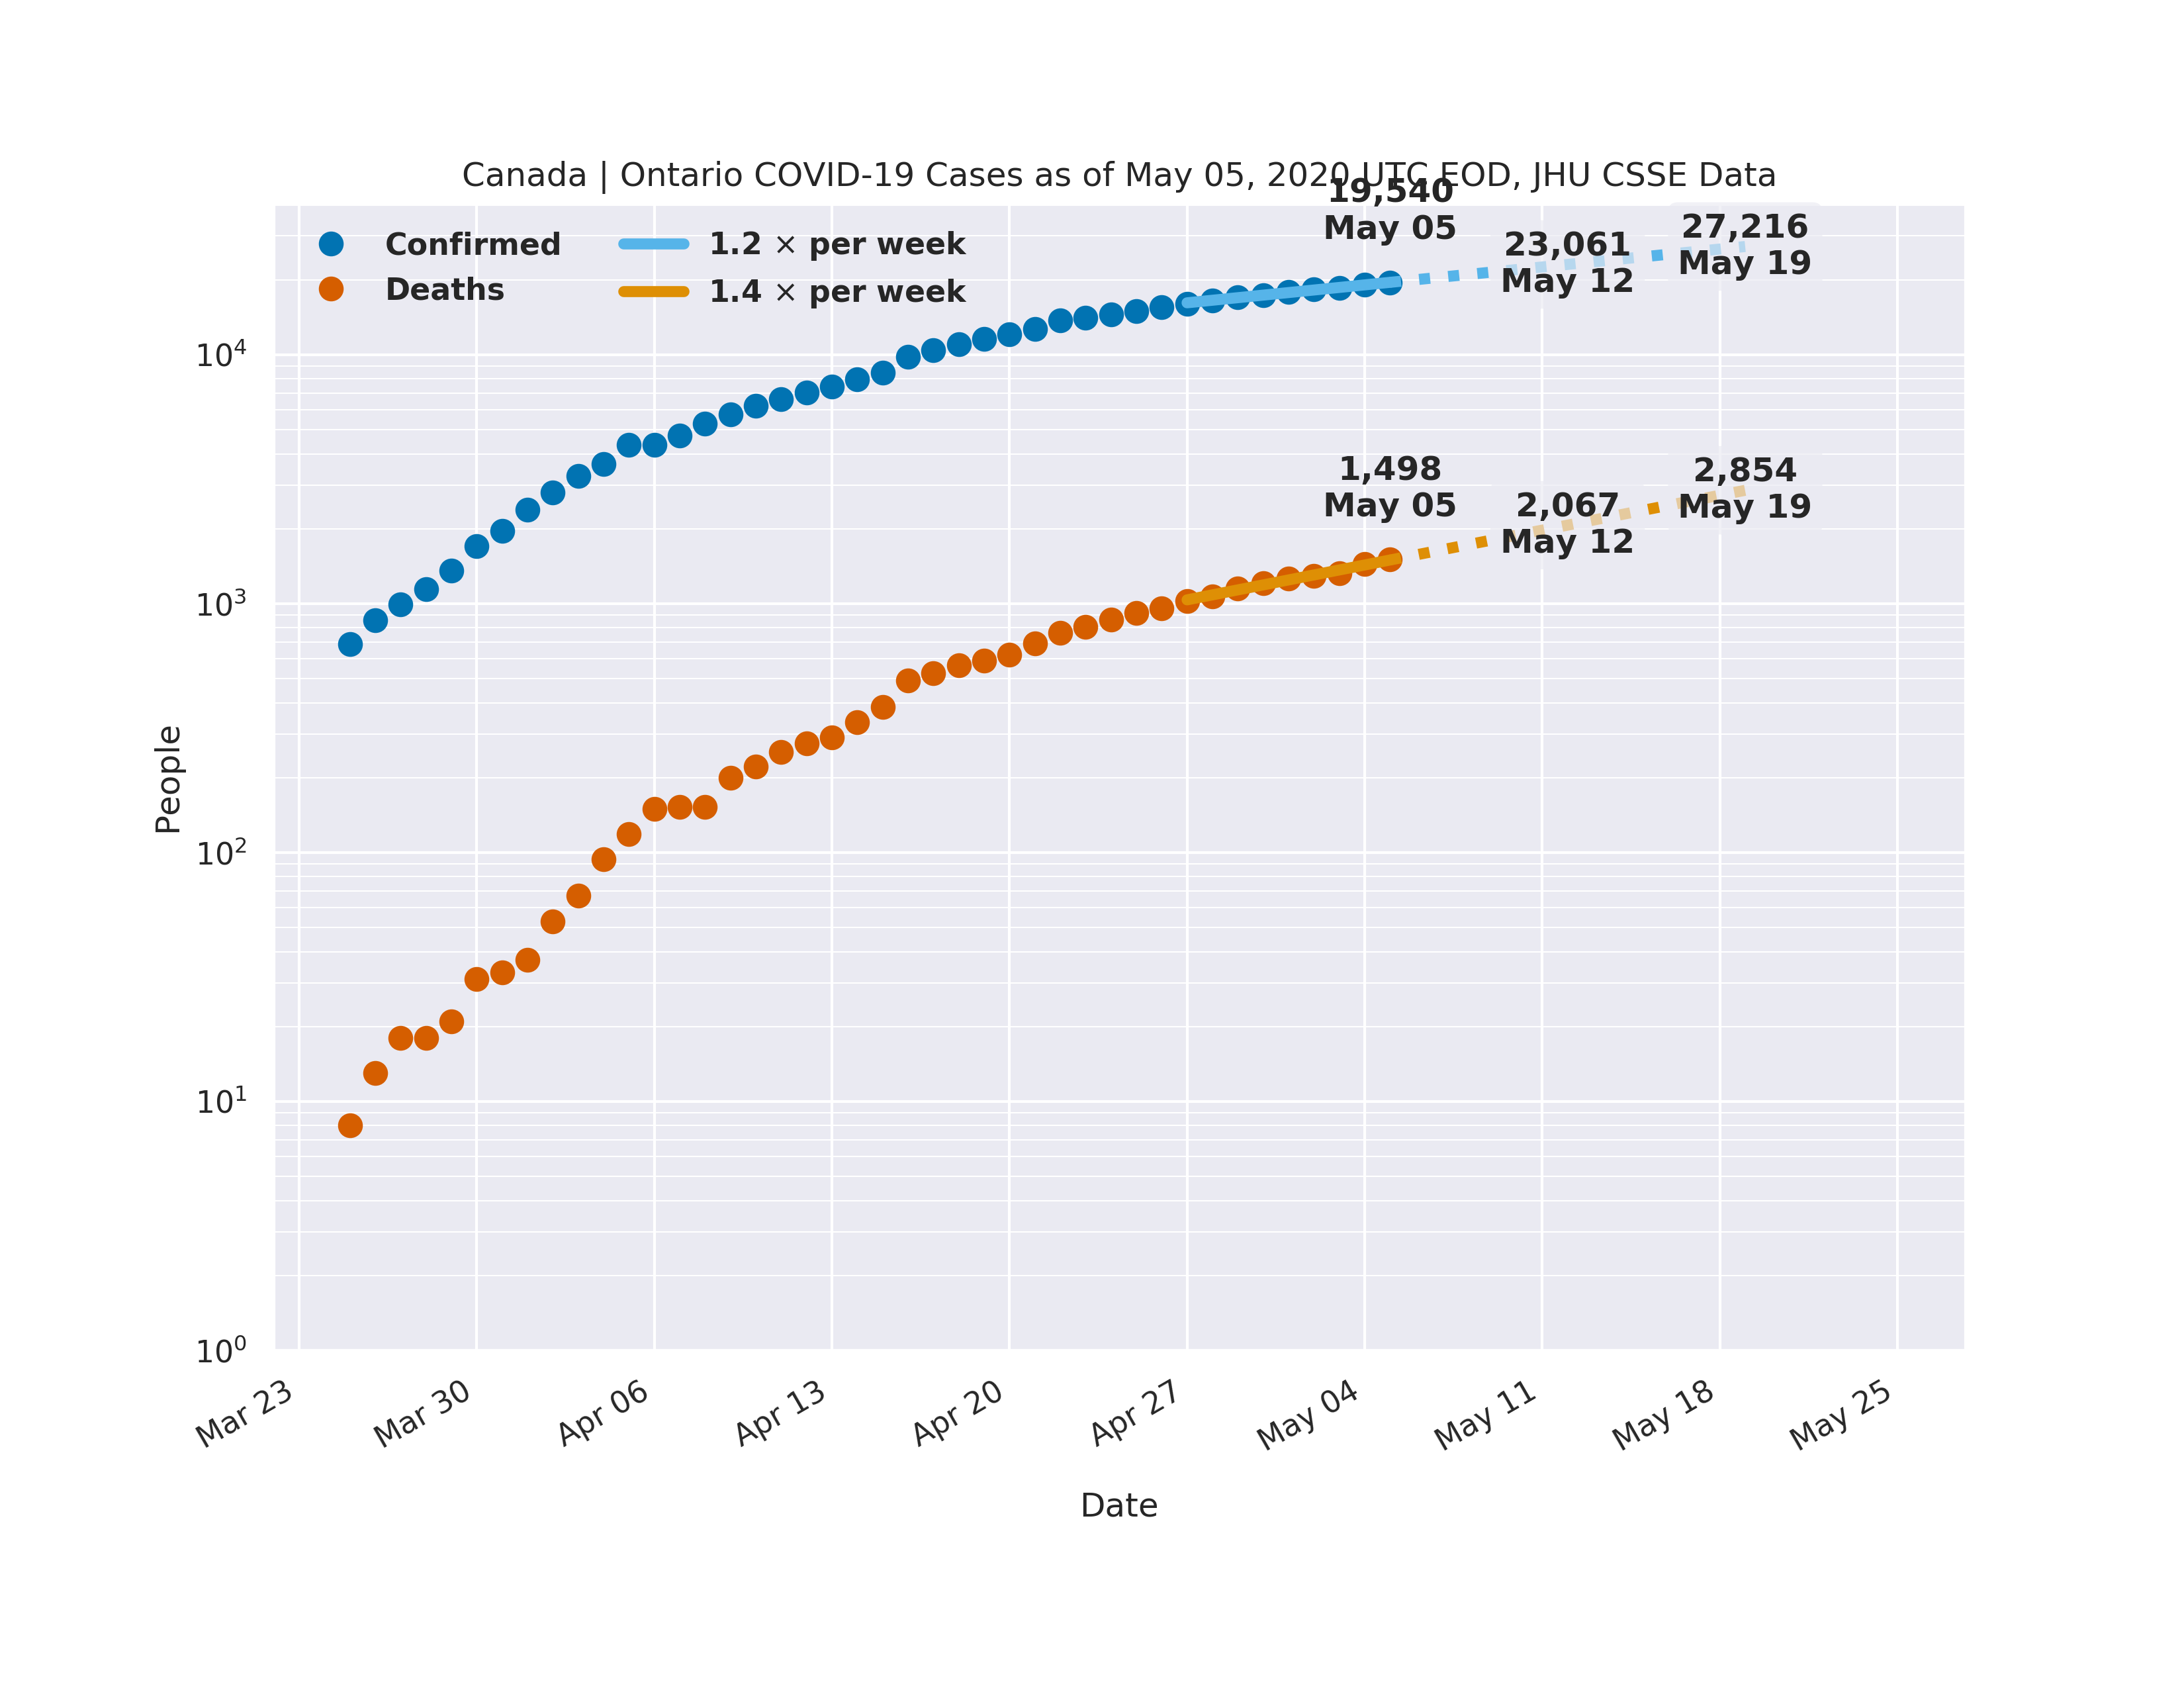 Canada | Ontario COVID-19 Cases as of May 05, 2020 UTC EOD, JHU CSSE Data
19,540
May 05
23,061
May 12
27,216
May 19
Confirmed
Deaths
1.2 × per week
1.4 × per week
1,498
May 05
2,067
May 12
2,854
May 19
People
10⁴
10³
10²
10¹
10⁰
Mar 23
Mar 30
Apr 06
Apr 13
Apr 20
Apr 27
May 04
May 11
May 18
May 25
Date